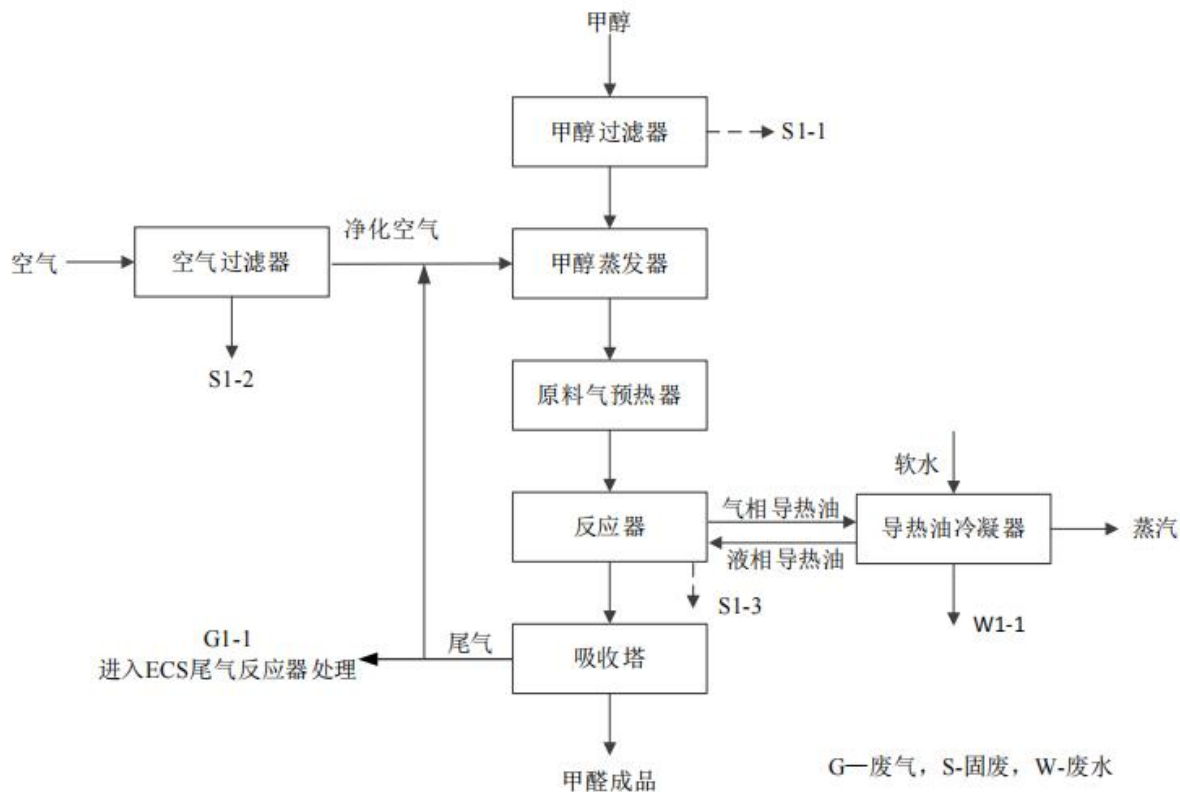 甲醇
甲醇过滤器
S1-1
净化空气
空气
空气过滤器
甲醇蒸发器
S1-2
原料气预热器
软水
气相导热油
反应器
导热油冷凝器
蒸汽
液相导热油
S1-3
W1-1
G1-1
尾气
吸收塔
进入ECS尾气反应器处理
甲醛成品
G—废气，S-固废，W-废水